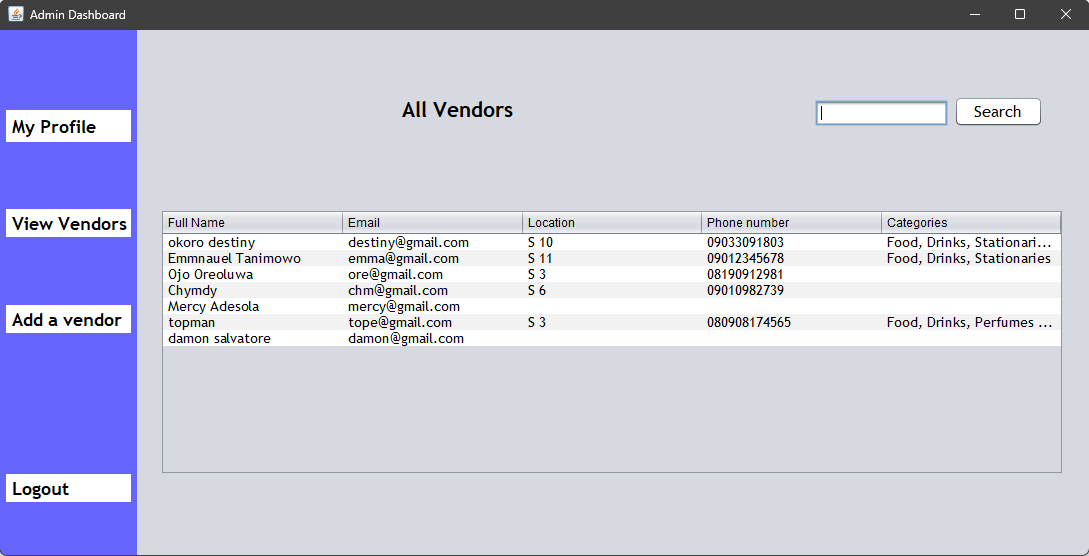 Admin Dashboard
My Profile
View Vendors
Add a vendor
Logout
All Vendors
Search
Full Name Email Location Phone number Categories
okoro destiny destiny@gmail.com S 10 09033091803 Food, Drinks, Stationari...
Emmnauel Tanimowo emma@gmail.com S 11 09012345678 Food, Drinks, Stationaries
Ojo Oreoluwa ore@gmail.com S 3 08190912981
Chymdy chm@gmail.com S 6 09010982739
Mercy Adesola mercy@gmail.com
topman tope@gmail.com S 3 080908174565 Food, Drinks, Perfumes ...
damon salvatore damon@gmail.com